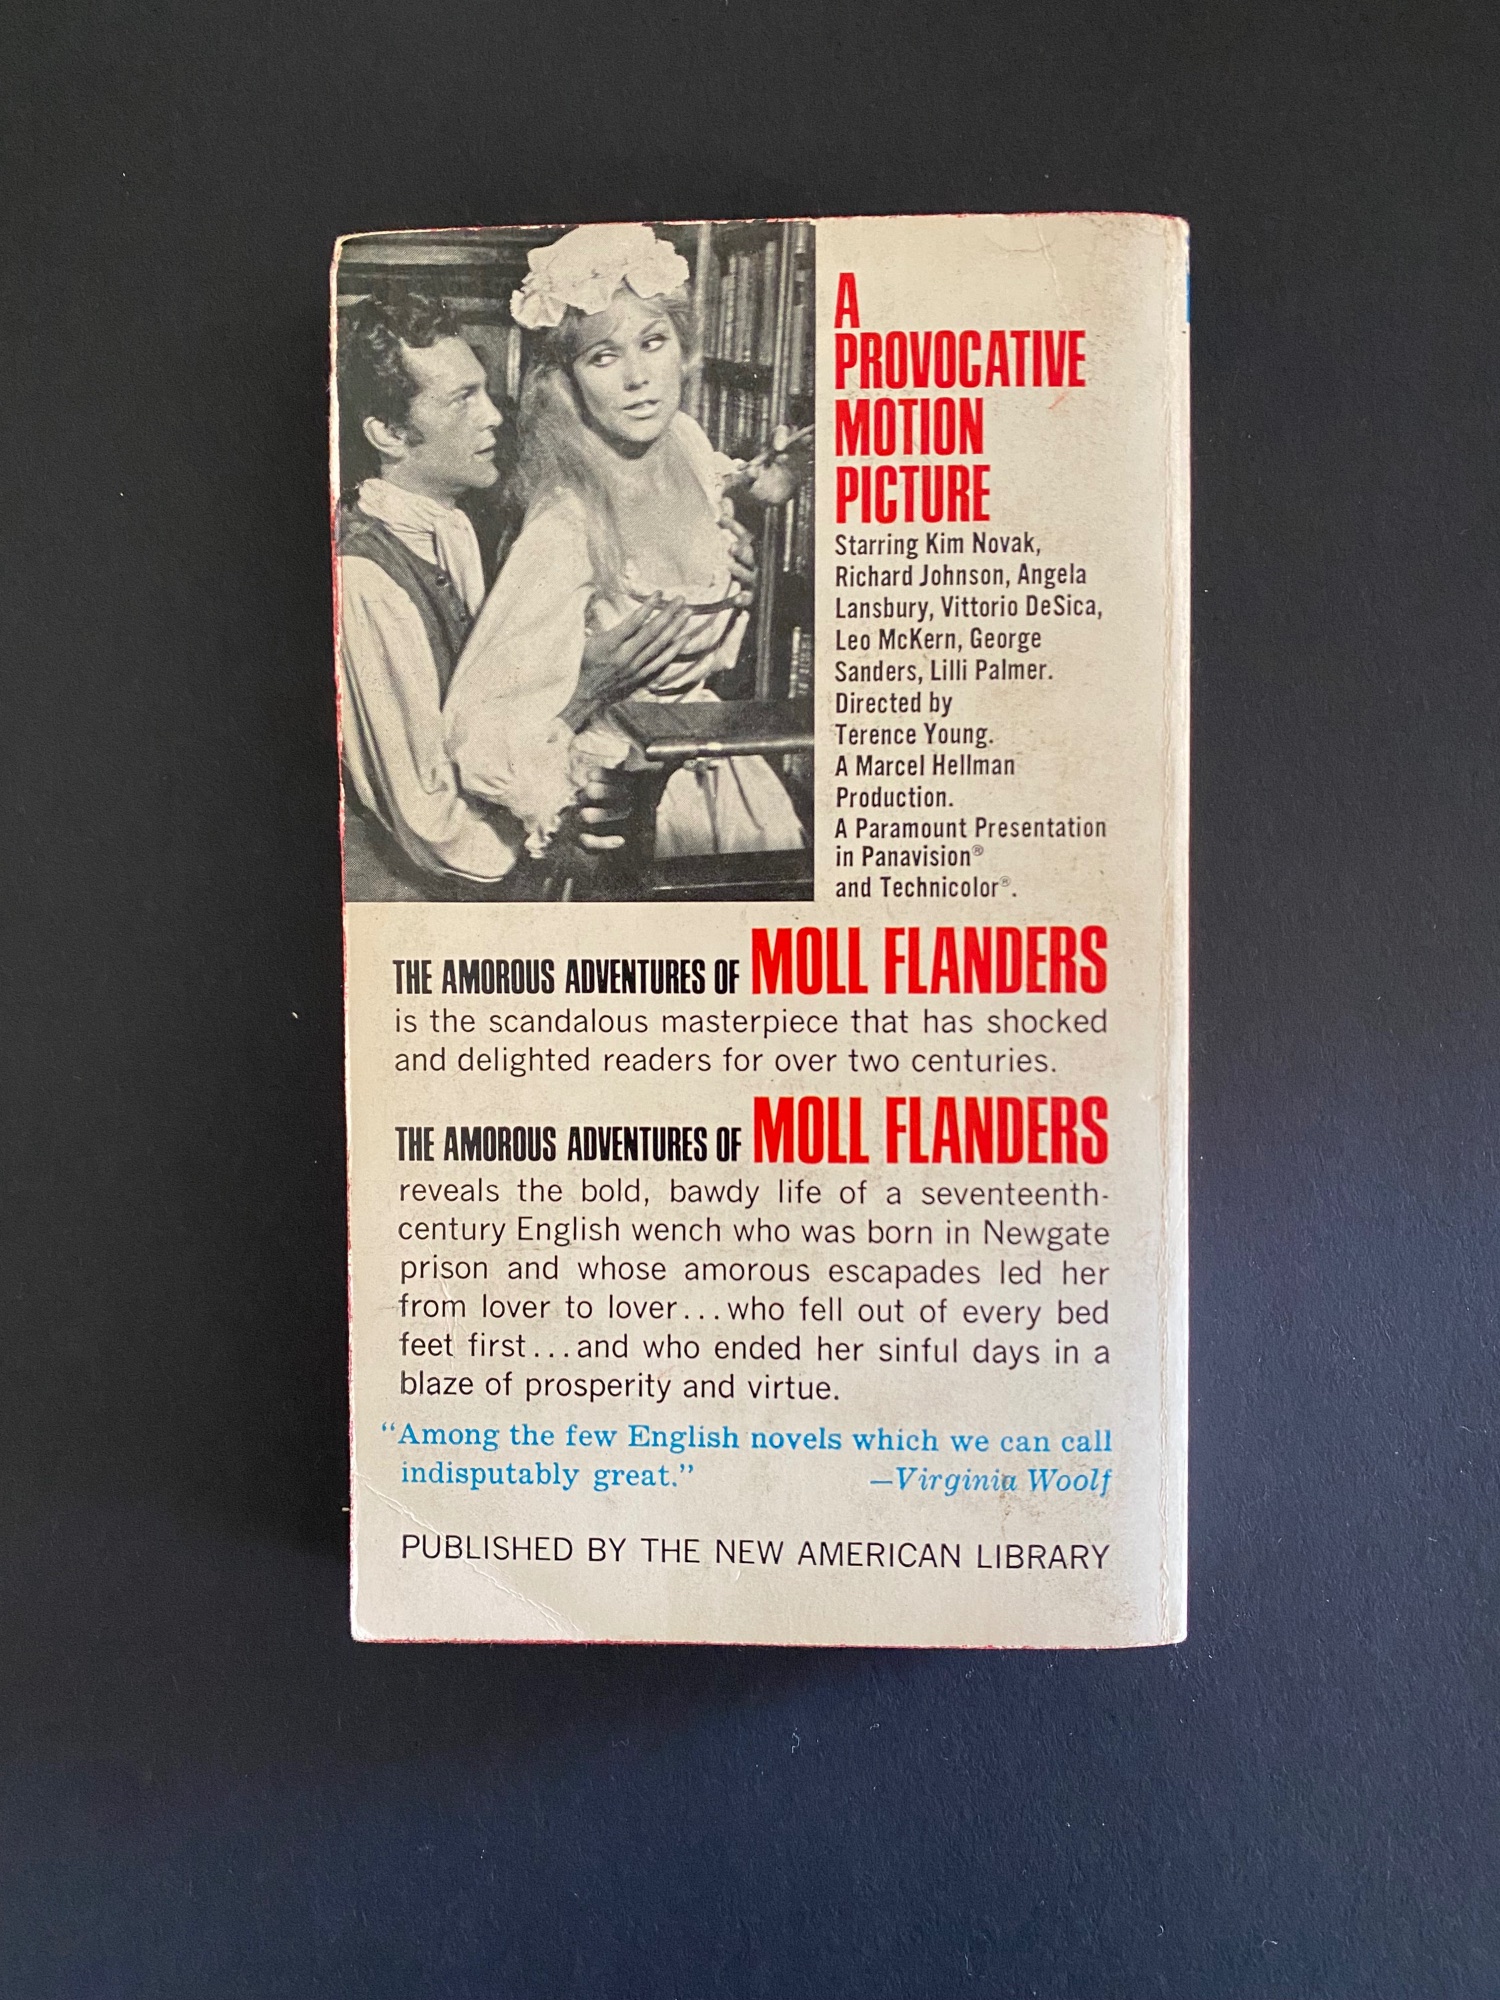 A
PROVOCATIVE
MOTION
PICTURE
Starring Kim Novak,
Richard Johnson, Angela
Lansbury, Vittorio DeSica,
Leo McKern, George
Sanders, Lilli Palmer.
Directed by
Terence Young.
A Marcel Hellman
Production.
A Paramount Presentation
in Panavision®
and Technicolor®.
THE AMOROUS ADVENTURES OF MOLL FLANDERS
is the scandalous masterpiece that has shocked
and delighted readers for over two centuries.
THE AMOROUS ADVENTURES OF MOLL FLANDERS
reveals the bold, bawdy life of a seventeenth-
century English wench who was born in Newgate
prison and whose amorous escapades led her
from lover to lover...who fell out of every bed
feet first...and who ended her sinful days in a
blaze of prosperity and virtue.
“Among the few English novels which we can call
indisputably great.” —Virginia Woolf
PUBLISHED BY THE NEW AMERICAN LIBRARY